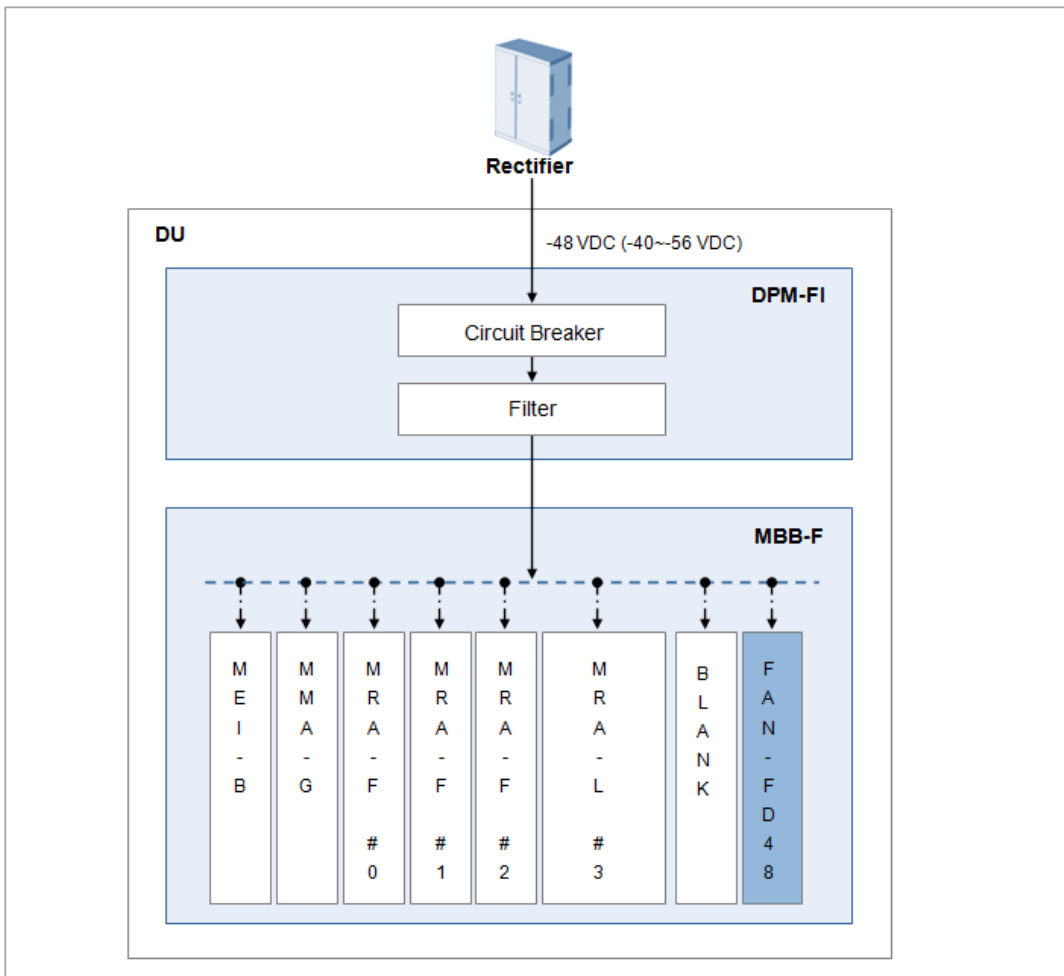 Rectifier
DU
-48 VDC (-40~-56 VDC)
DPM-FI
Circuit Breaker
Filter
MBB-F
MEI-B
MMA-G
MRA-F #0
MRA-F #1
MRA-F #2
MRA-L #3
BLANK
FAN-FD48